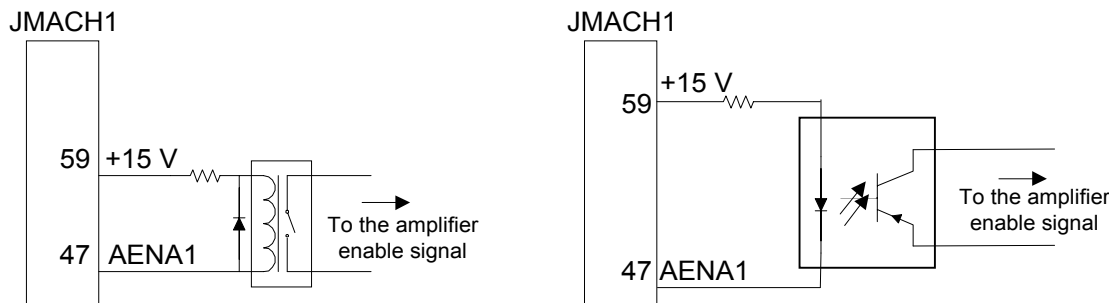 JMACH1
59 +15 V
47 AENA1
To the amplifier
enable signal
JMACH1
59 +15 V
47 AENA1
To the amplifier
enable signal